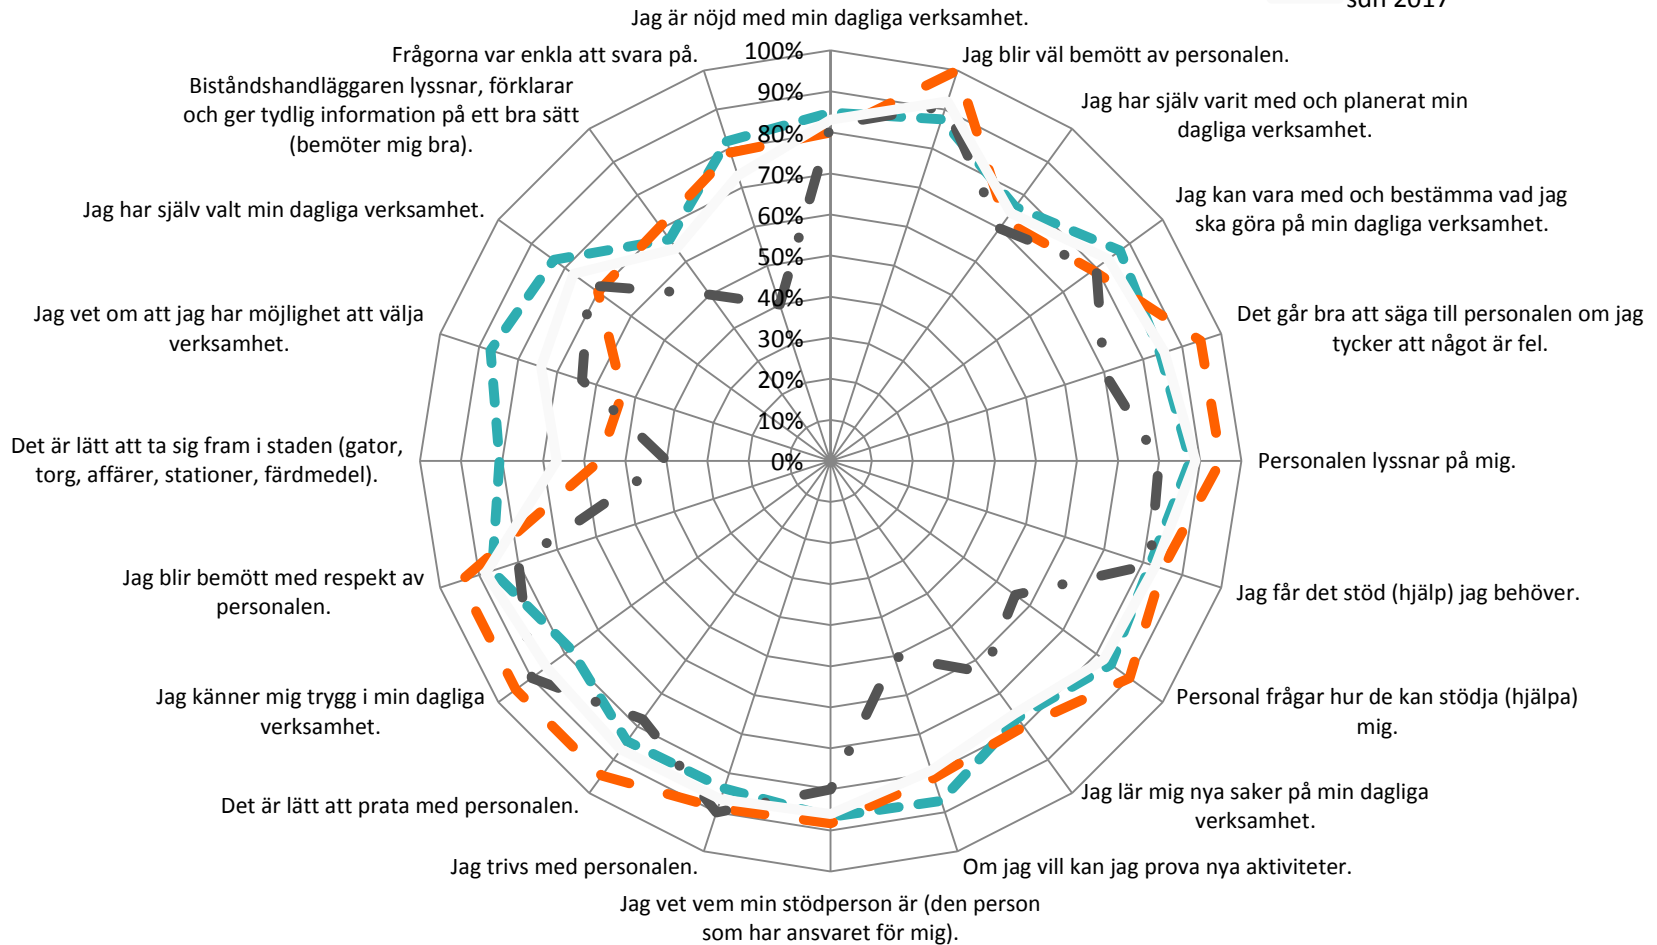 sdn 2017
Jag är nöjd med min dagliga verksamhet.
Jag blir väl bemött av personalen.
Jag har själv varit med och planerat min
dagliga verksamhet.
Jag kan vara med och bestämma vad jag
ska göra på min dagliga verksamhet.
Det går bra att säga till personalen om jag
tycker att något är fel.
Personalen lyssnar på mig.
Jag får det stöd (hjälp) jag behöver.
Personal frågar hur de kan stödja (hjälpa)
mig.
Jag lär mig nya saker på min dagliga
verksamhet.
Om jag vill kan jag prova nya aktiviteter.
Jag vet vem min stödperson är (den person
som har ansvaret för mig).
Jag trivs med personalen.
Det är lätt att prata med personalen.
Jag känner mig trygg i min dagliga
verksamhet.
Jag blir bemött med respekt av
personalen.
Det är lätt att ta sig fram i staden (gator,
torg, affärer, stationer, färdmedel).
Jag vet om att jag har möjlighet att välja
verksamhet.
Jag har själv valt min dagliga verksamhet.
Biståndshandläggaren lyssnar, förklarar
och ger tydlig information på ett bra sätt
(bemöter mig bra).
Frågorna var enkla att svara på.
100%
90%
80%
70%
60%
50%
40%
30%
20%
10%
0%